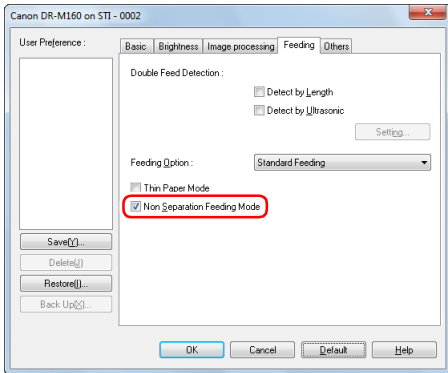 Canon DR-M160 on STI - 0002
User Preference :
Basic Brightness Image processing Feeding Others
Double Feed Detection :
Detect by Length
Detect by Ultrasonic
Setting...
Feeding Option : Standard Feeding
Thin Paper Mode
Non Separation Feeding Mode
Save(Y)...
Delete(J)
Restore(I)...
Back Up(X)...
OK Cancel Default Help